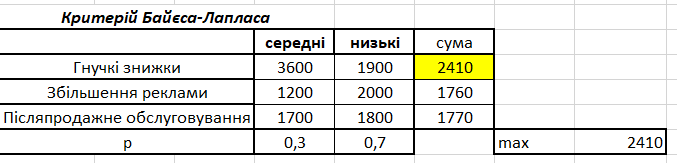 Критерій Байєса-Лапласа
середні низькі сума
Гнучкі знижки 3600 1900 2410
Збільшення реклами 1200 2000 1760
Післяпродажне обслуговування 1700 1800 1770
р 0,3 0,7 max 2410